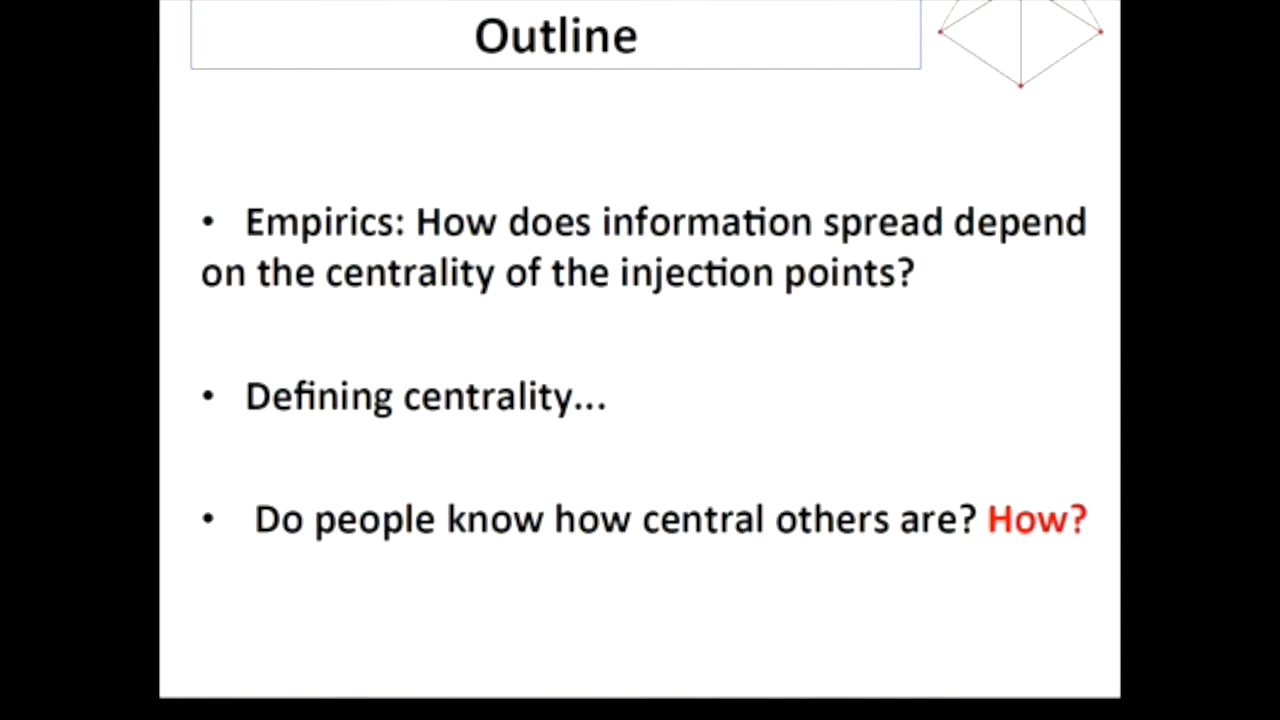 Outline
• Empirics: How does information spread depend
on the centrality of the injection points?
• Defining centrality...
• Do people know how central others are? How?